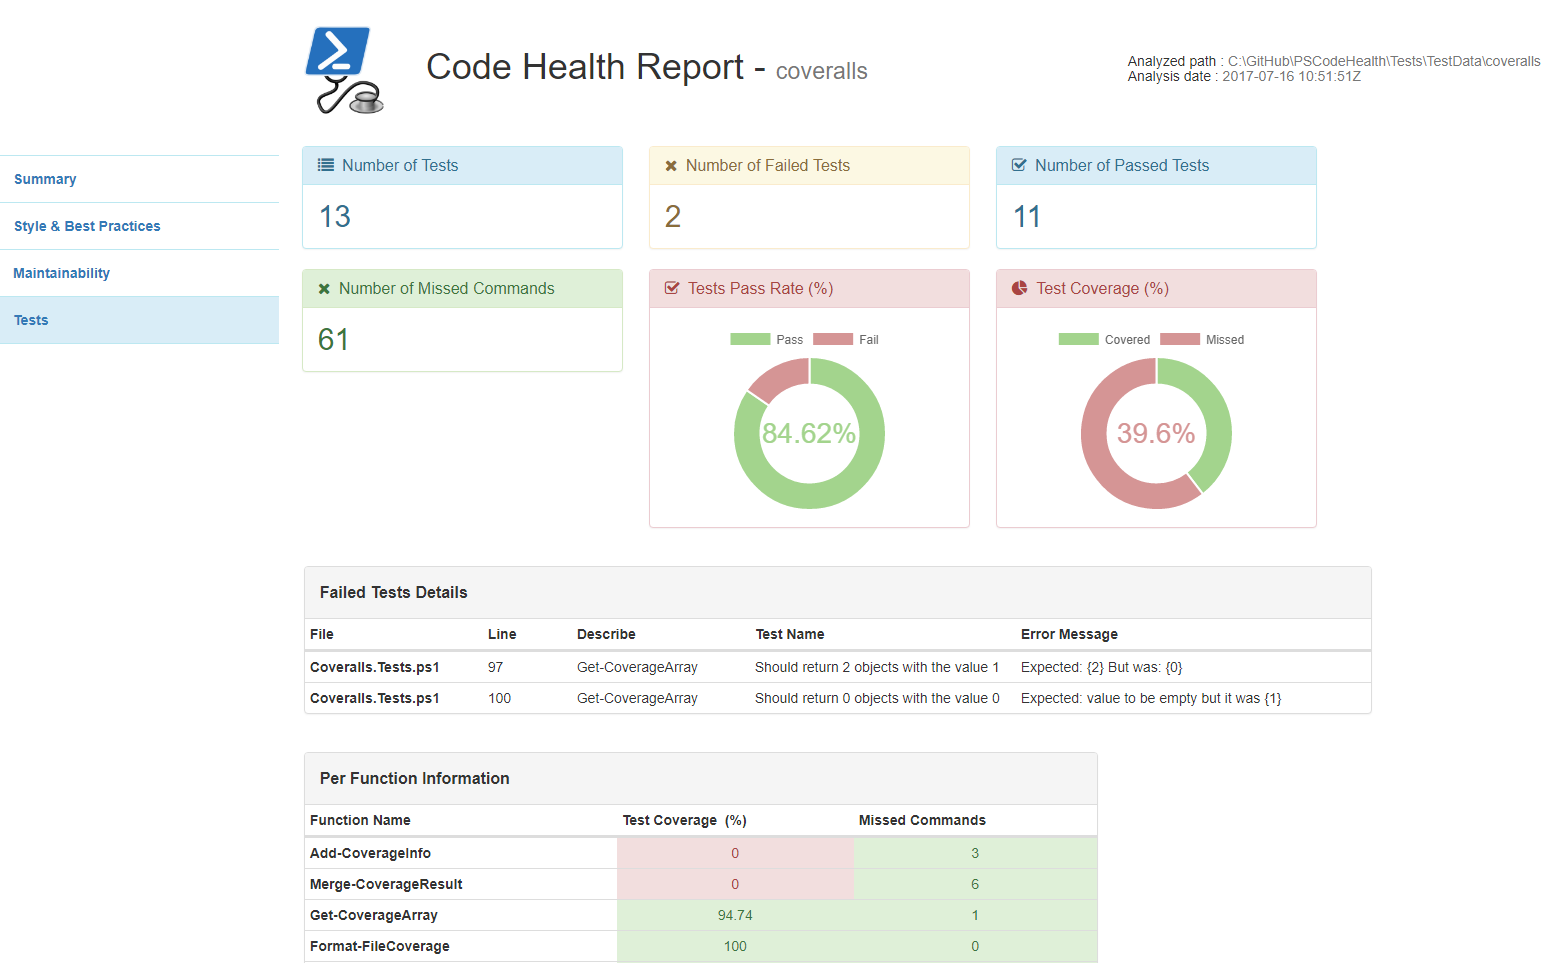 Code Health Report - coveralls
Analyzed path : C:\GitHub\PSCodeHealth\Tests\TestData\coveralls
Analysis date : 2017-07-16 10:51:51Z
Summary
Style & Best Practices
Maintainability
Tests
Number of Tests
13
Number of Failed Tests
2
Number of Passed Tests
11
Number of Missed Commands
61
Tests Pass Rate (%)
Pass Fail
84.62%
Test Coverage (%)
Covered Missed
39.6%
Failed Tests Details
File Line Describe Test Name Error Message
Coveralls.Tests.ps1 97 Get-CoverageArray Should return 2 objects with the value 1 Expected: {2} But was: {0}
Coveralls.Tests.ps1 100 Get-CoverageArray Should return 0 objects with the value 0 Expected: value to be empty but it was {1}
Per Function Information
Function Name Test Coverage (%) Missed Commands
Add-CoverageInfo 0 3
Merge-CoverageResult 0 6
Get-CoverageArray 94.74 1
Format-FileCoverage 100 0